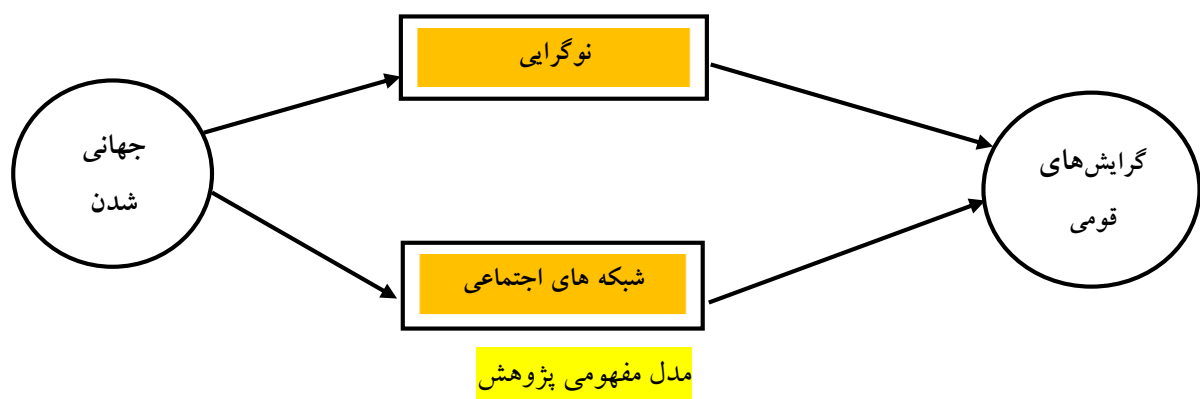 نوگرایی
جهانی
شدن
گرایش‌های
قومی
شبکه های اجتماعی
مدل مفهومی پژوهش